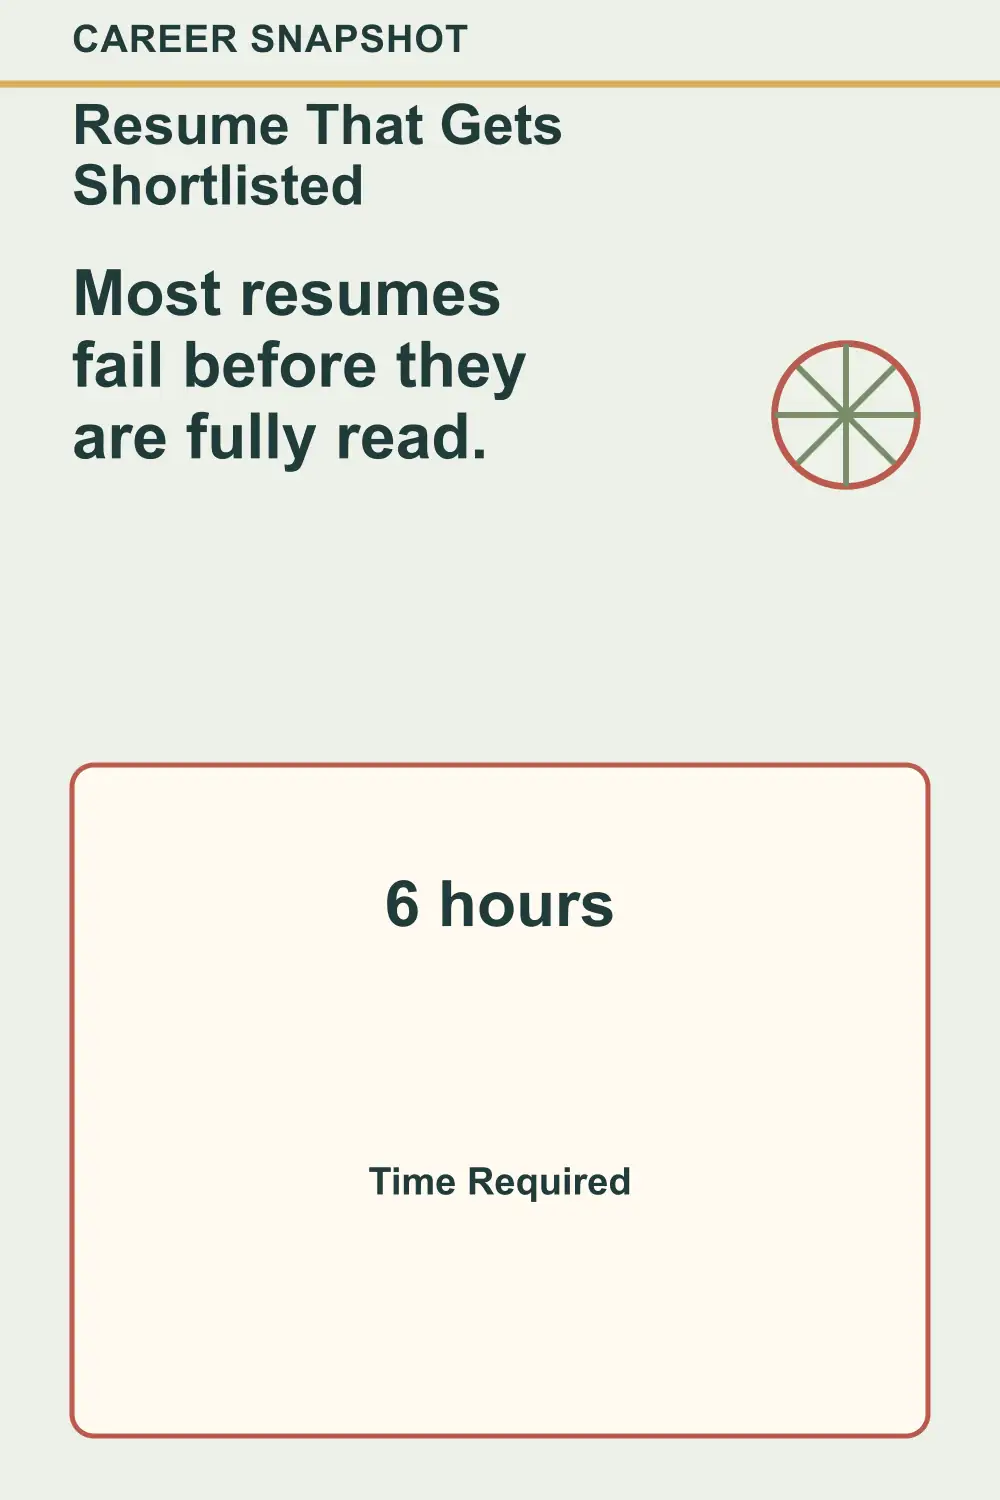 CAREER SNAPSHOT
Resume That Gets
Shortlisted
Most resumes
fail before they
are fully read.
6 hours
Time Required